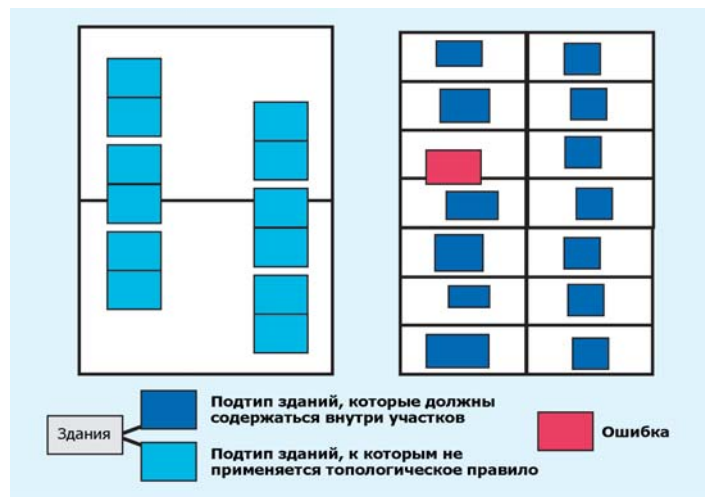 Подтип зданий, которые должны
содержаться внутри участков
Здания
Ошибка
Подтип зданий, к которым не
применяется топологическое правило